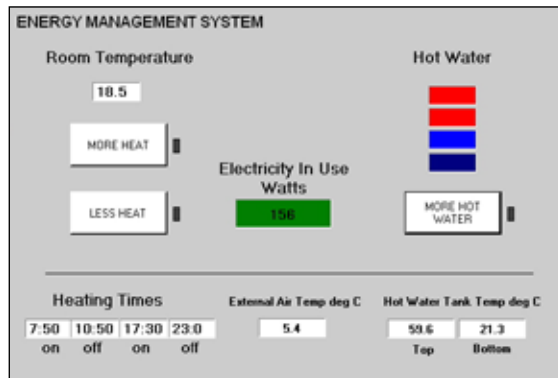 ENERGY MANAGEMENT SYSTEM
Room Temperature
Hot Water
18.5
MORE HEAT
Electricity In Use
Watts
LESS HEAT
156
MORE HOT
WATER
Heating Times
External Air Temp deg C
Hot Water Tank Temp deg C
7:50 10:50 17:30 23:0
5.4
59.6 21.3
on off on off
Top Bottom